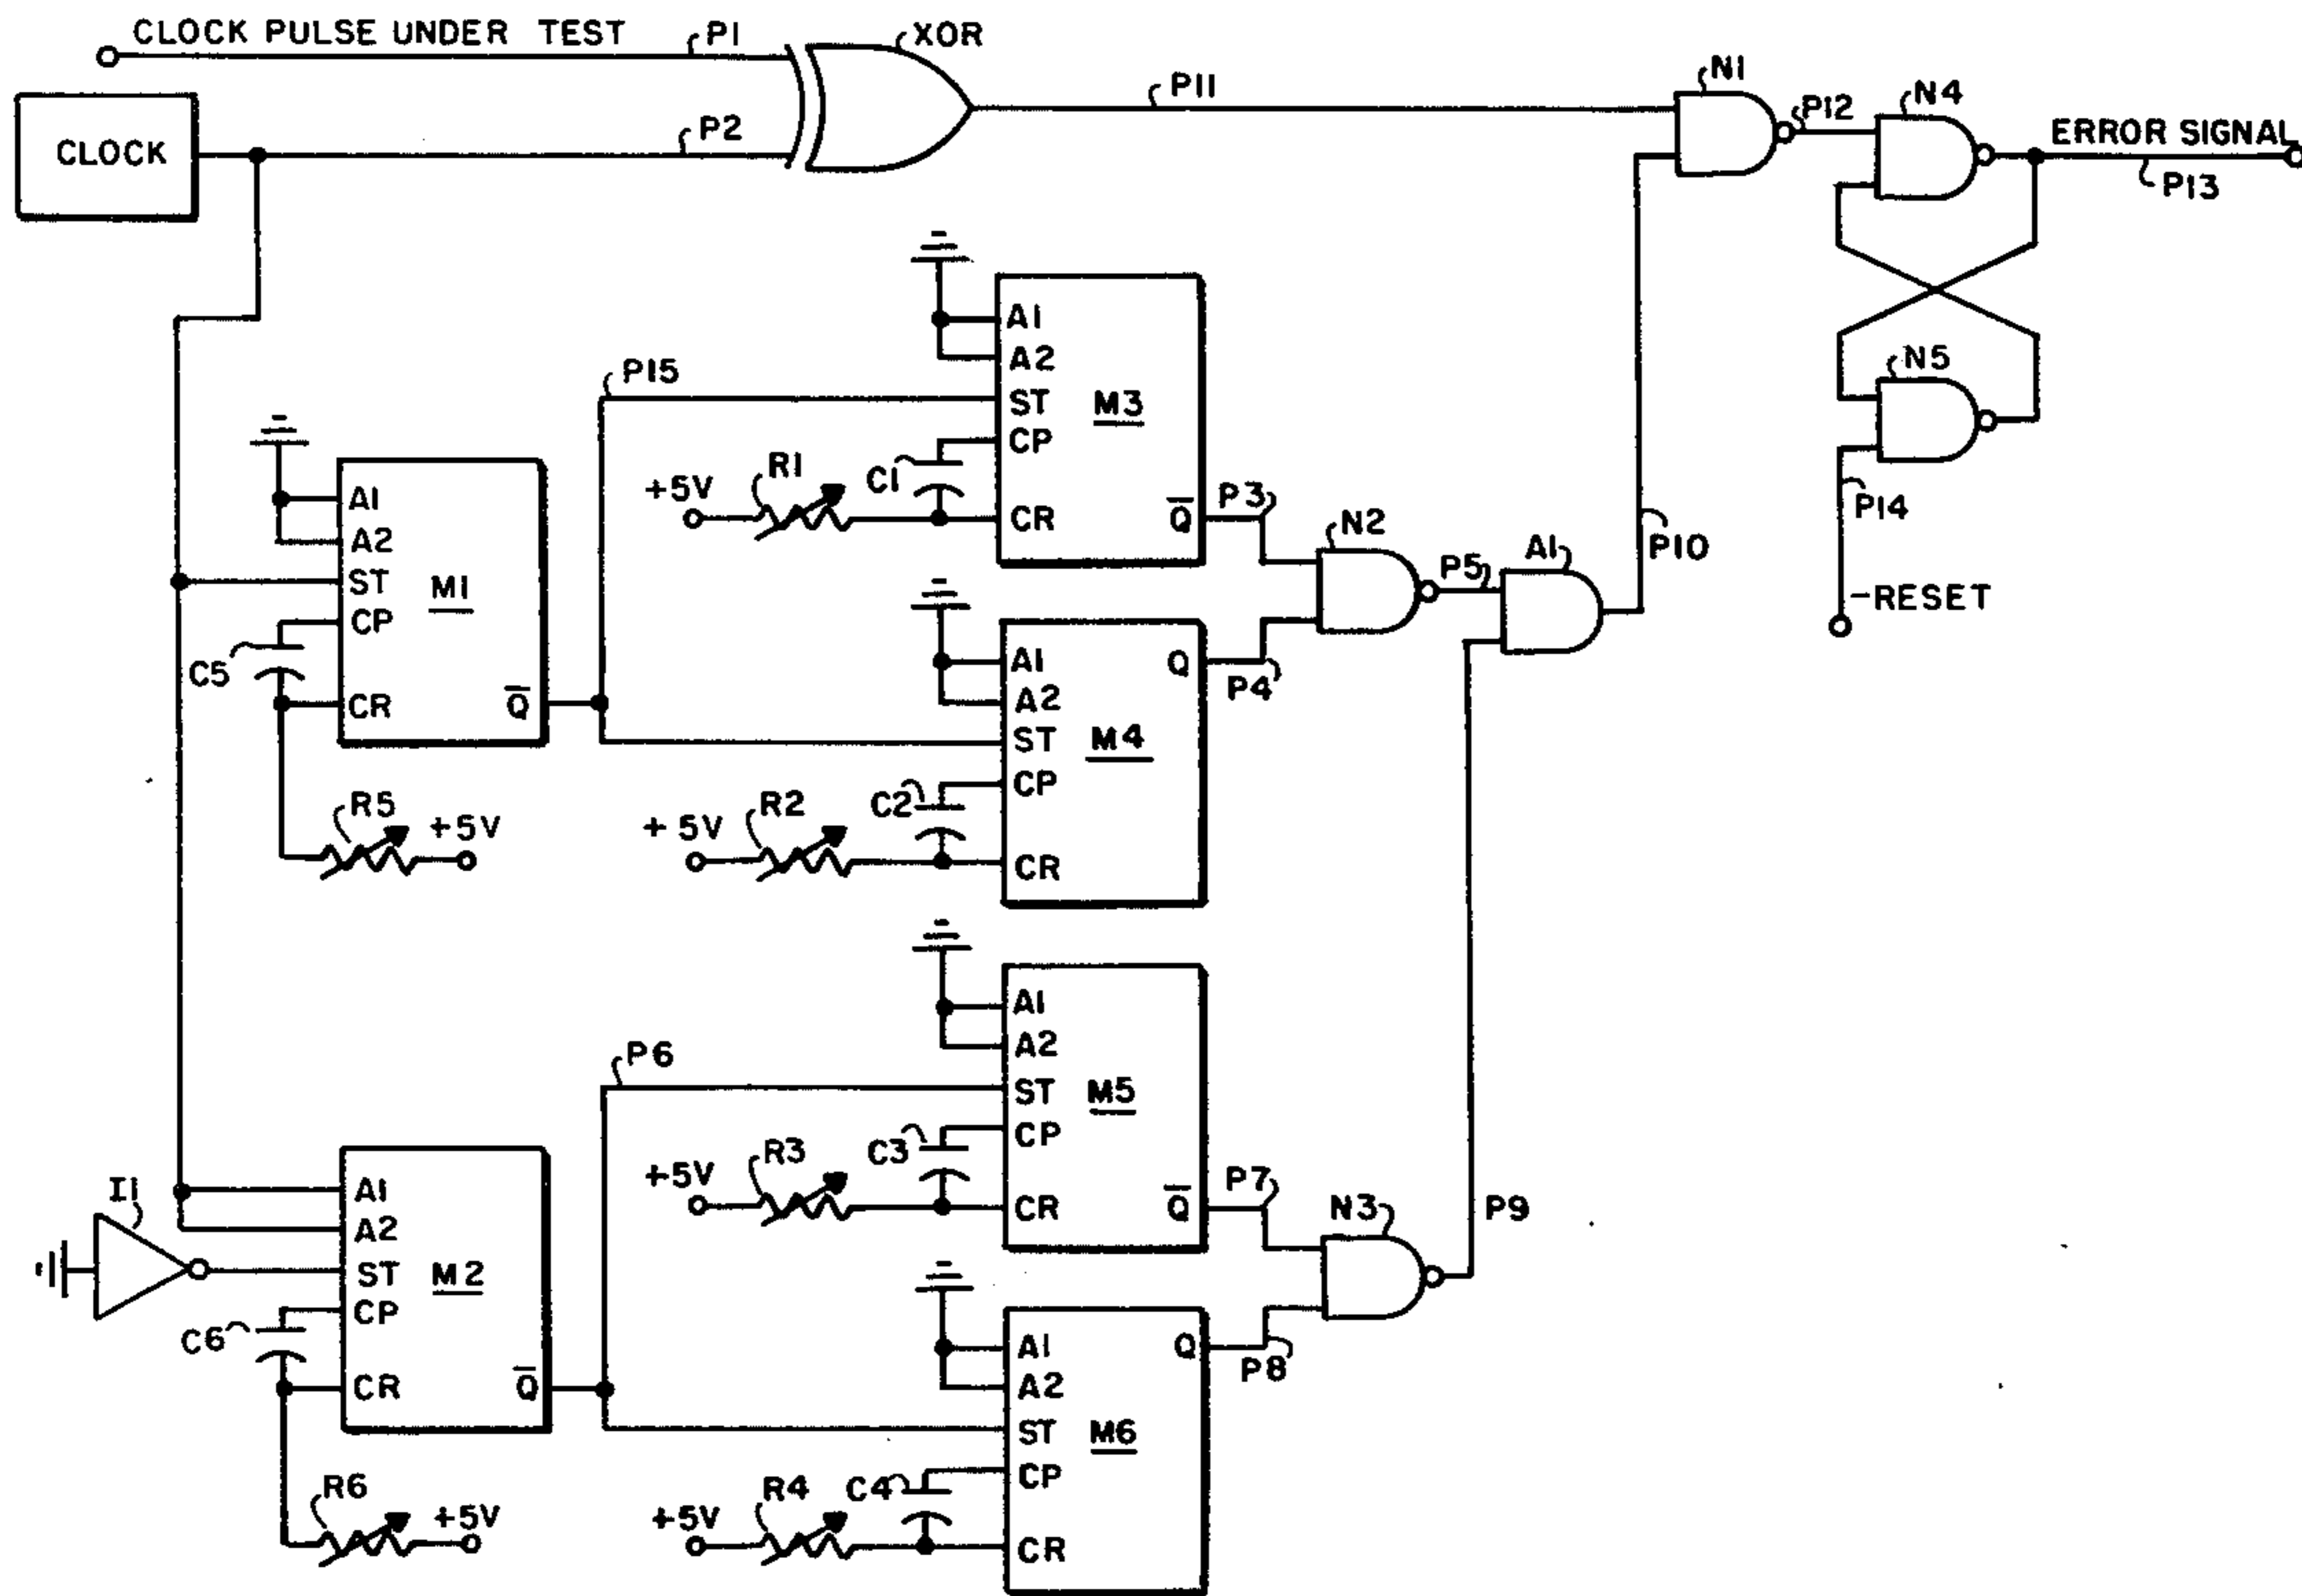 CLOCK PULSE UNDER TEST
P1
XOR
CLOCK
P2
P11
N1
P12
N4
ERROR SIGNAL
P13
N5
P14
-RESET
P15
A1
A2
ST
CP
CR
M3
Q̅
R1
C1
+5V
P3
A1
A2
ST
CP
CR
M1
Q̅
C5
R5
+5V
N2
P5
A1
P10
A1
A2
ST
CP
CR
M4
Q
P4
R2
C2
+5V
P6
A1
A2
ST
CP
CR
M5
Q̅
R3
C3
+5V
P7
N3
P9
I1
A1
A2
ST
CP
CR
M2
Q̅
C6
R6
+5V
A1
A2
ST
CP
CR
M6
Q
P8
R4
C4
+5V